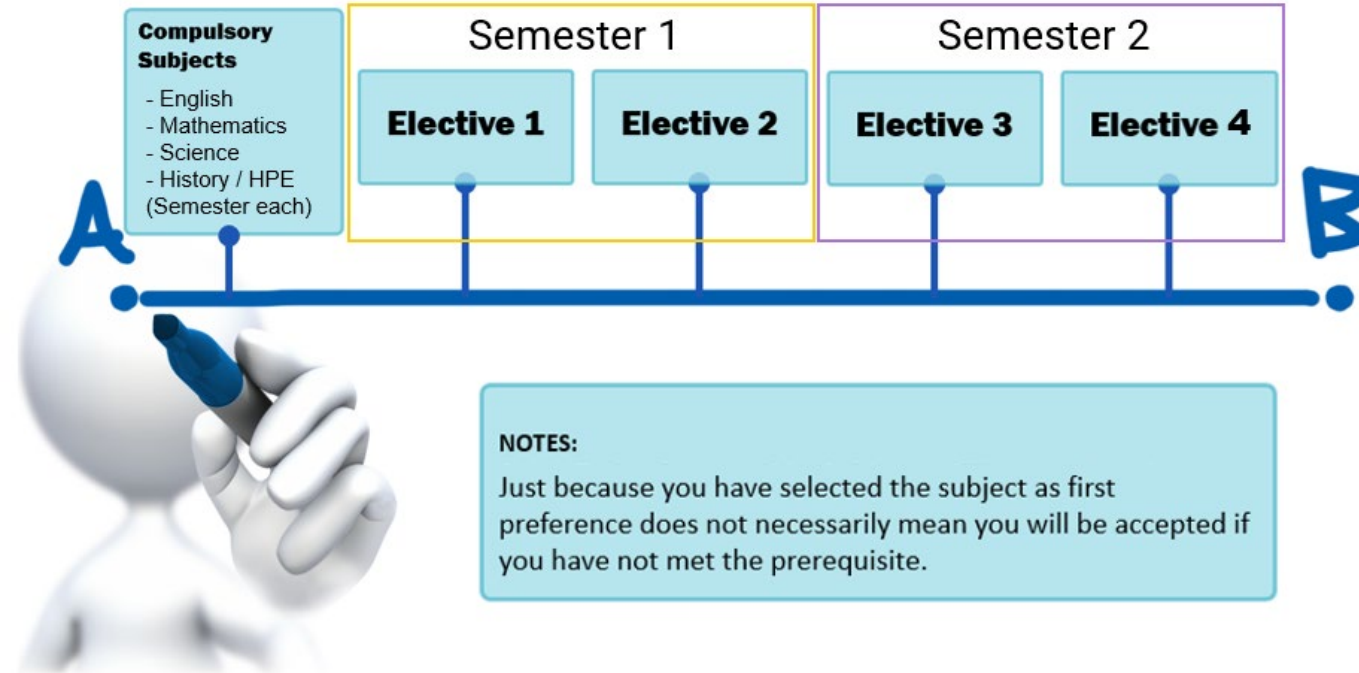 A
Compulsory
Subjects
- English
- Mathematics
- Science
- History / HPE
(Semester each)
Semester 1
Elective 1
Elective 2
Semester 2
Elective 3
Elective 4
B
NOTES:
Just because you have selected the subject as first
preference does not necessarily mean you will be accepted if
you have not met the prerequisite.